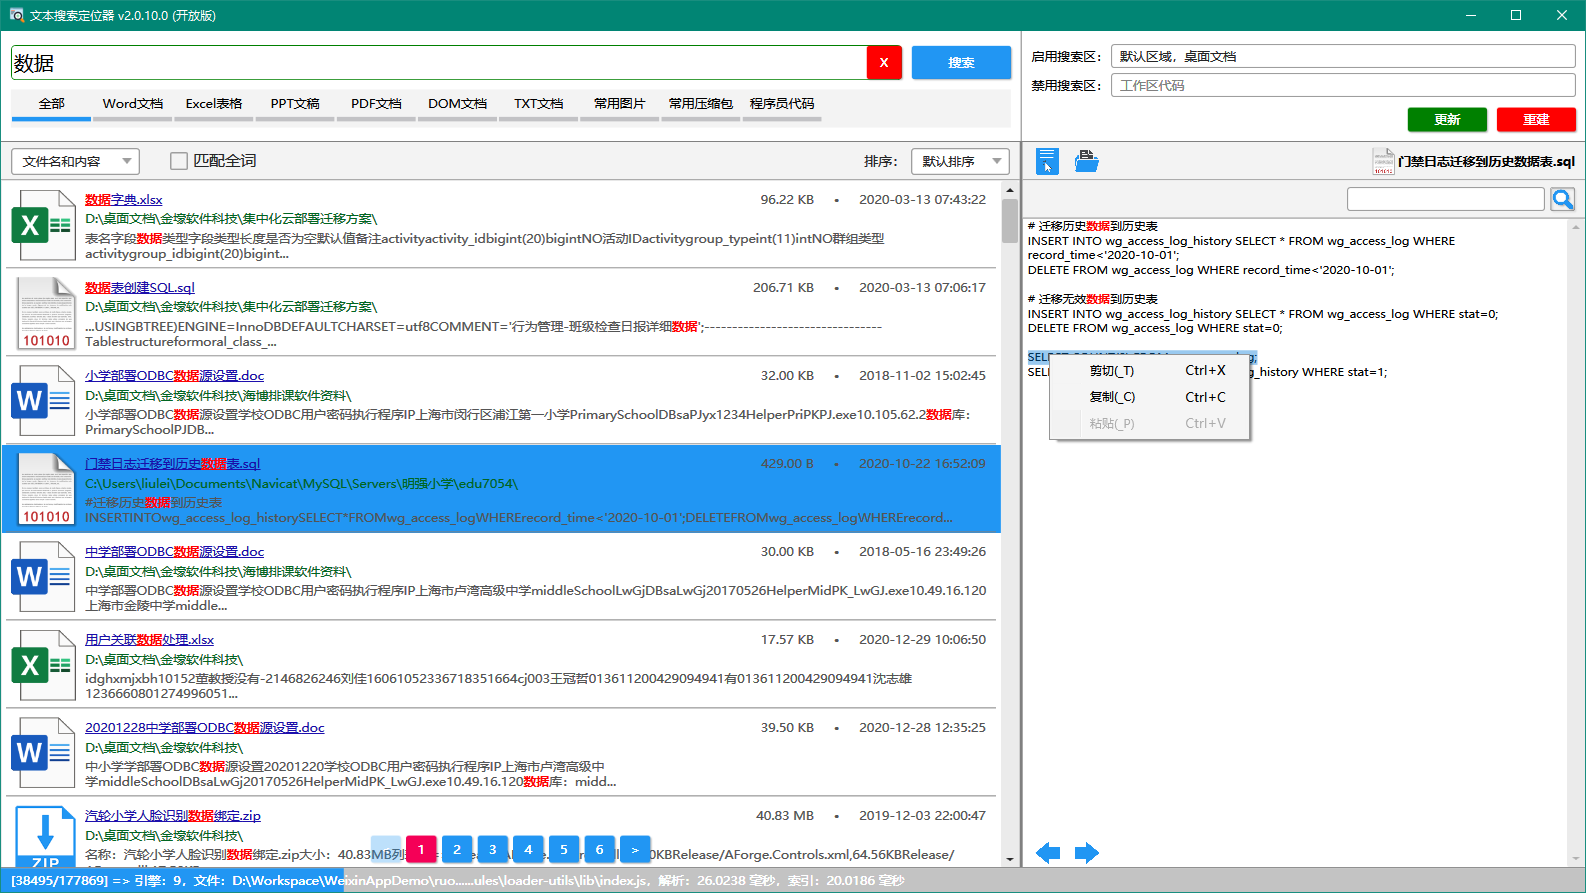 文本搜索定位器 v2.0.10.0 (开放版)
数据
X
搜索
全部 Word文档 Excel表格 PPT文稿 PDF文档 DOM文档 TXT文档 常用图片 常用压缩包 程序员代码
文件名和内容
匹配全词
排序：
默认排序
数据字典.xlsx 96.22 KB • 2020-03-13 07:43:22
D:\桌面文档\金壕软件科技\集中化云部署迁移方案\
表名字段数据类型字段类型长度是否为空默认值备注activityactivity_idbigint(20)bigintNO活动IDactivitygroup_typeint(11)intNO群组类型
activitygroup_idbigint(20)bigint...
数据表创建SQL.sql 206.71 KB • 2020-03-13 07:06:17
D:\桌面文档\金壕软件科技\集中化云部署迁移方案\
...USINGBTREE)ENGINE=InnoDBDEFAULTCHARSET=utf8COMMENT='行为管理-班级检查日报详细数据';------------------------------
Tablestructureformoral_class_...
小学部署ODBC数据源设置.doc 32.00 KB • 2018-11-02 15:02:45
D:\桌面文档\金壕软件科技\海博排课软件资料\
小学部署ODBC数据源设置学校ODBC用户密码执行程序IP上海市闵行区浦江第一小学PrimarySchoolDBsaPJyx1234HelperPriPKPJ.exe10.105.62.2数据库：
PrimarySchoolPJDB...
门禁日志迁移到历史数据表.sql 429.00 B • 2020-10-22 16:52:09
C:\Users\liulei\Documents\Navicat\MySQL\Servers\明强小学\edu7054\
#迁移历史数据到历史表
INSERTINTOwg_access_log_historySELECT*FROMwg_access_logWHERErecord_time<'2020-10-01';DELETEFROMwg_access_logWHERErecord...
中学部署ODBC数据源设置.doc 30.00 KB • 2018-05-16 23:49:26
D:\桌面文档\金壕软件科技\海博排课软件资料\
中学部署ODBC数据源设置学校ODBC用户密码执行程序IP上海市卢湾高级中学middleSchoolLwGjDBsaLwGj20170526HelperMidPK_LwGJ.exe10.49.16.120
上海市金陵中学middle...
用户关联数据处理.xlsx 17.57 KB • 2020-12-29 10:06:50
D:\桌面文档\金壕软件科技\
idghxmjxbh10152董教授没有-2146826246刘佳16061052336718351664cj003王冠哲013611200429094941有013611200429094941沈志雄
1236660801274996051...
20201228中学部署ODBC数据源设置.doc 39.50 KB • 2020-12-28 12:35:25
D:\桌面文档\金壕软件科技\
中小学学部署ODBC数据源设置20201220学校ODBC用户密码执行程序IP上海市卢湾高级中
学middleSchoolDBsaLwGj20170526HelperMidPK_LwGJ.exe10.49.16.120数据库：midd...
汽轮小学人脸识别数据绑定.zip 40.83 MB • 2019-12-03 22:00:47
D:\桌面文档\金壕软件科技\
名称：汽轮小学人脸识别数据绑定.zip大小：40.83MB列 0KBRelease/AForge.Controls.xml,64.56KBRelease/
1 2 3 4 5 6 >
[38495/177869] => 引擎：9，文件：D:\Workspace\WeixinAppDemo\ruo......ules\loader-utils\lib\index.js，解析：26.0238 毫秒，索引：20.0186 毫秒
启用搜索区：
默认区域，桌面文档
禁用搜索区：
工作区代码
更新
重建
门禁日志迁移到历史数据表.sql
# 迁移历史数据到历史表
INSERT INTO wg_access_log_history SELECT * FROM wg_access_log WHERE
record_time<'2020-10-01';
DELETE FROM wg_access_log WHERE record_time<'2020-10-01';
# 迁移无效数据到历史表
INSERT INTO wg_access_log_history SELECT * FROM wg_access_log WHERE stat=0;
DELETE FROM wg_access_log WHERE stat=0;
g_history WHERE stat=1;
剪切(_T) Ctrl+X
复制(_C) Ctrl+C
粘贴(_P) Ctrl+V
101010
101010
101010
ZIP